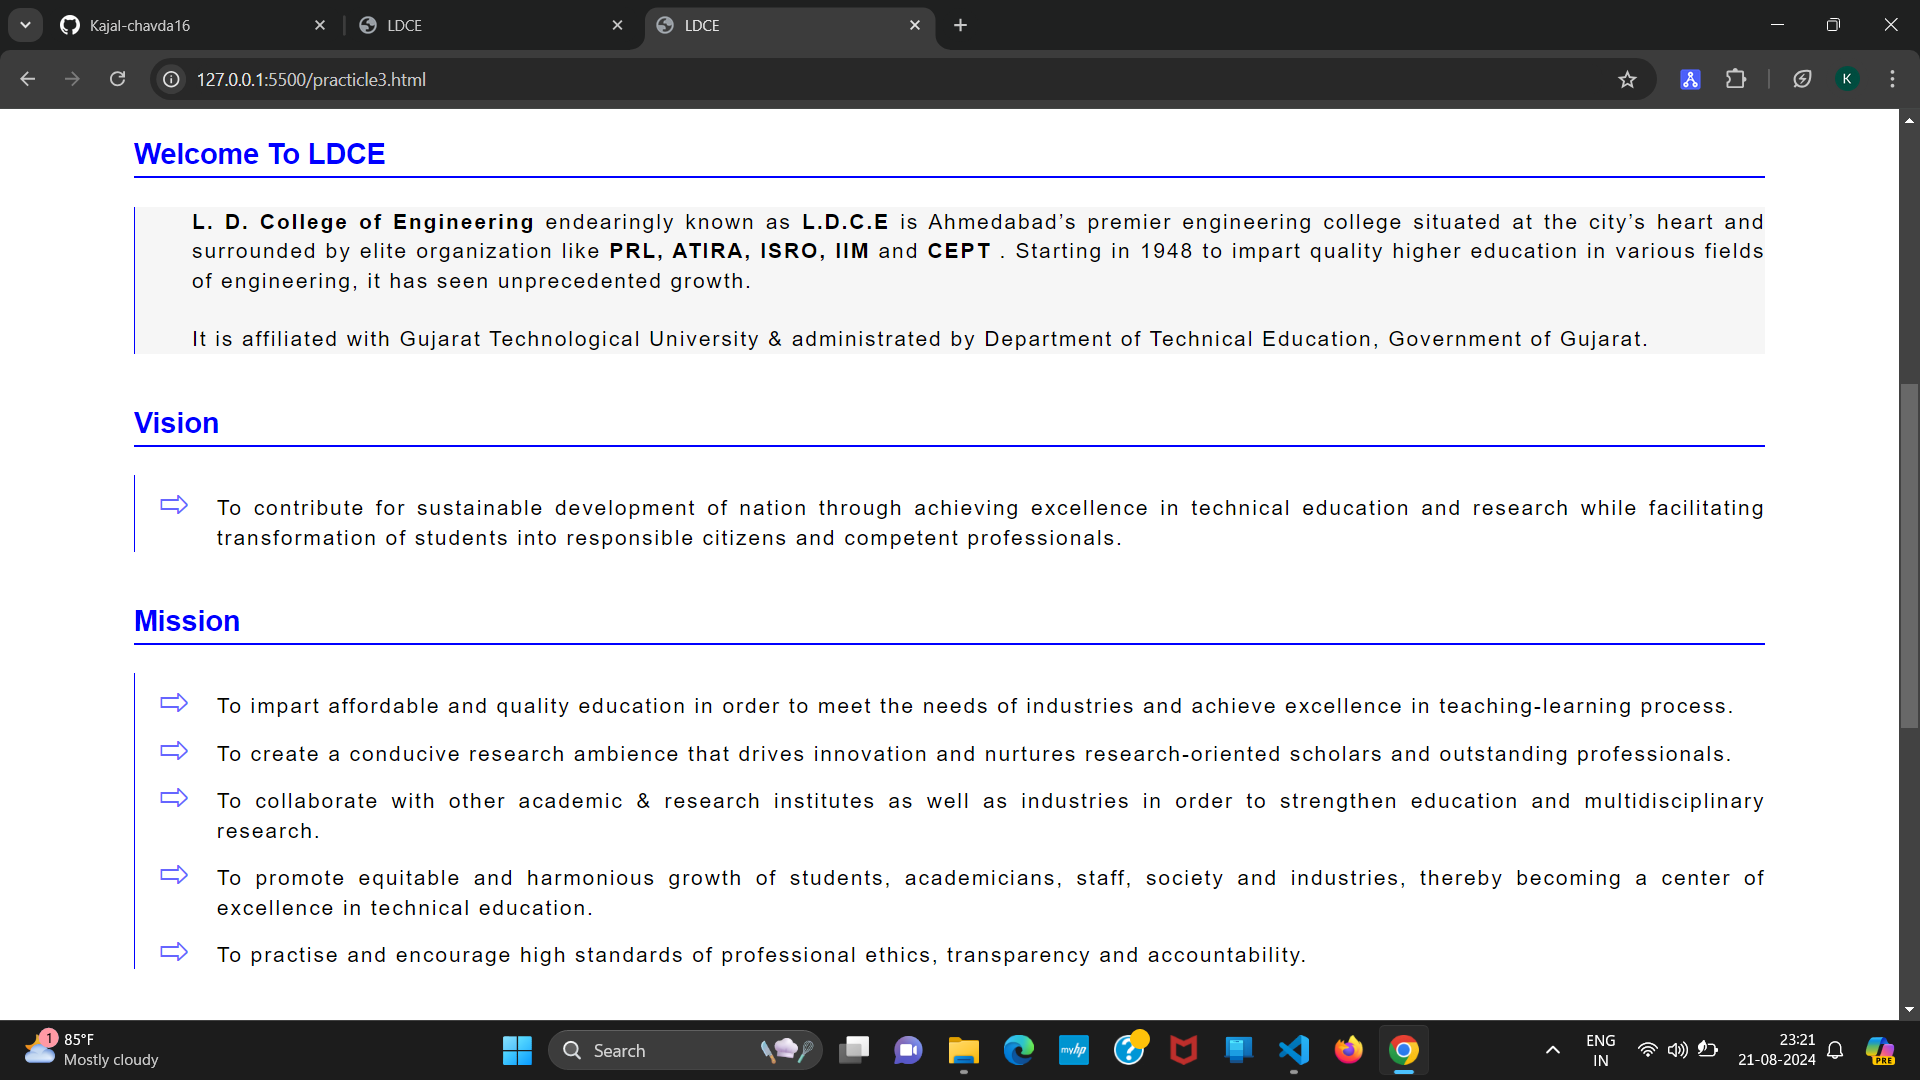 Kajal-chavda16
LDCE
LDCE
127.0.0.1:5500/practicle3.html
K
Welcome To LDCE
L. D. College of Engineering endearingly known as L.D.C.E is Ahmedabad’s premier engineering college situated at the city’s heart and
surrounded by elite organization like PRL, ATIRA, ISRO, IIM and CEPT . Starting in 1948 to impart quality higher education in various fields
of engineering, it has seen unprecedented growth.
It is affiliated with Gujarat Technological University & administrated by Department of Technical Education, Government of Gujarat.
Vision
To contribute for sustainable development of nation through achieving excellence in technical education and research while facilitating
transformation of students into responsible citizens and competent professionals.
Mission
To impart affordable and quality education in order to meet the needs of industries and achieve excellence in teaching-learning process.
To create a conducive research ambience that drives innovation and nurtures research-oriented scholars and outstanding professionals.
To collaborate with other academic & research institutes as well as industries in order to strengthen education and multidisciplinary
research.
To promote equitable and harmonious growth of students, academicians, staff, society and industries, thereby becoming a center of
excellence in technical education.
To practise and encourage high standards of professional ethics, transparency and accountability.
1
85°F
Mostly cloudy
Search
myhp
ENG
IN
23:21
21-08-2024
PRE